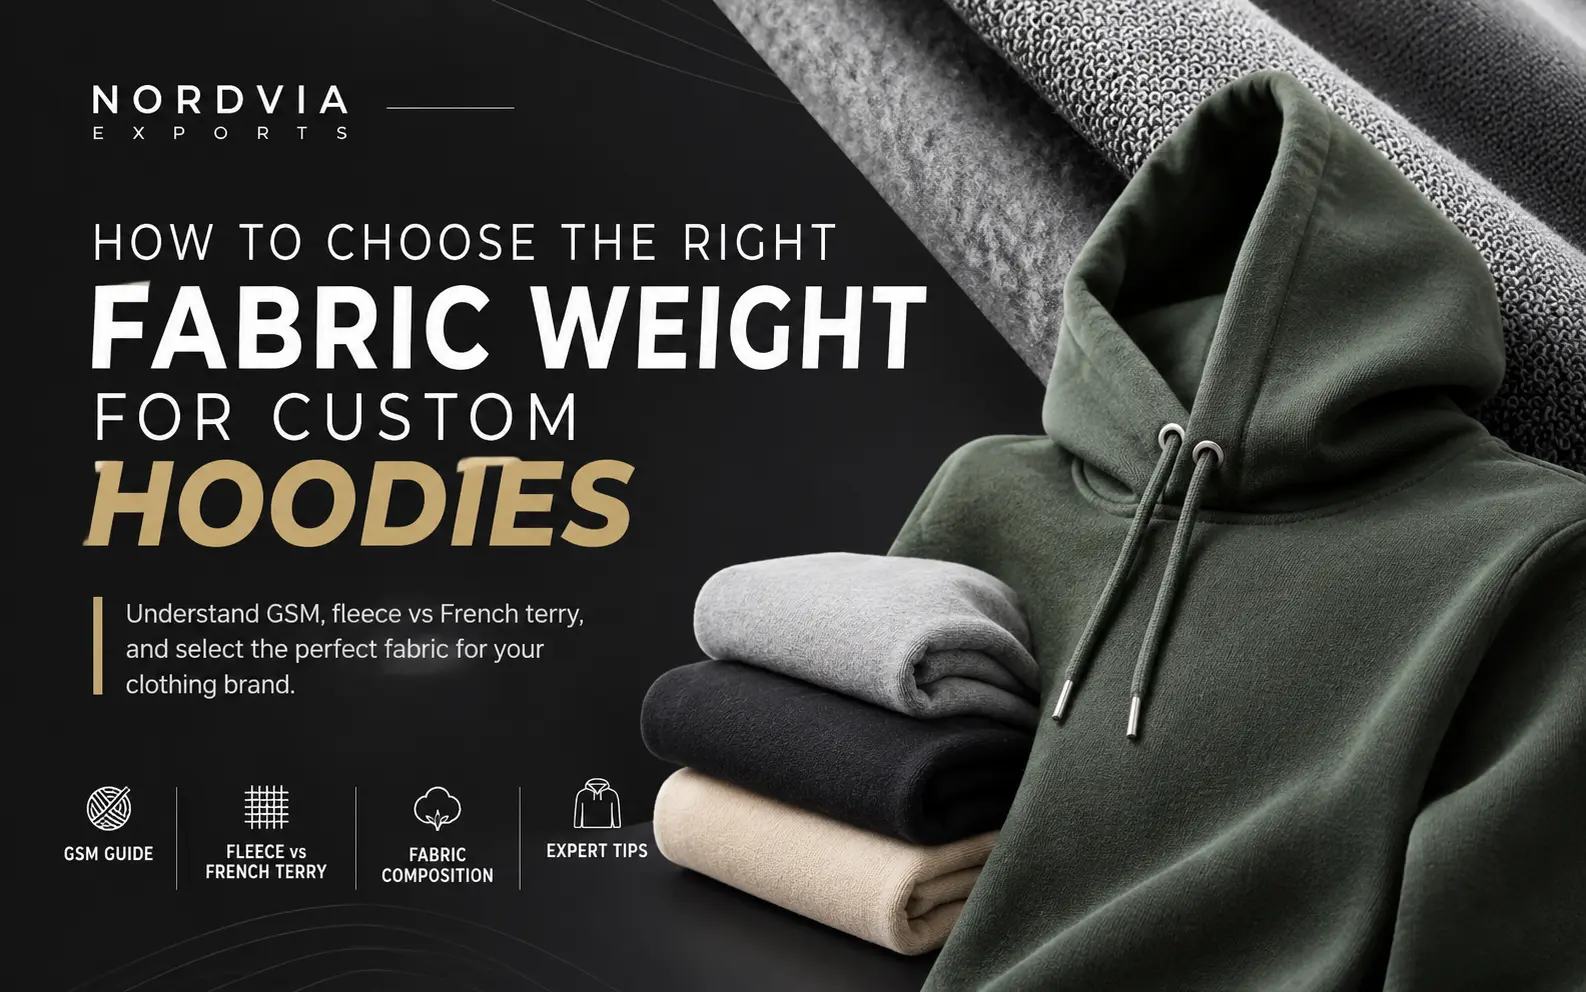 NORDVIA
EXPORTS
HOW TO CHOOSE THE RIGHT
FABRIC WEIGHT
FOR CUSTOM
HOODIES
Understand GSM, fleece vs French terry,
and select the perfect fabric for your
clothing brand.
GSM GUIDE
FLEECE vs
FRENCH TERRY
FABRIC
COMPOSITION
EXPERT TIPS